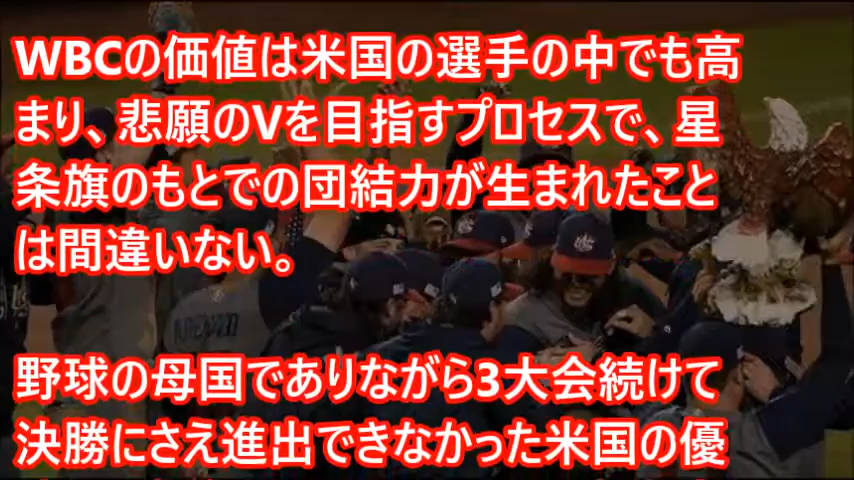 WBCの価値は米国の選手の中でも高
まり、悲願のVを目指すプロセスで、星
条旗のもとでの団結力が生まれたこと
は間違いない。
野球の母国でありながら3大会続けて
決勝にさえ進出できなかった米国の優